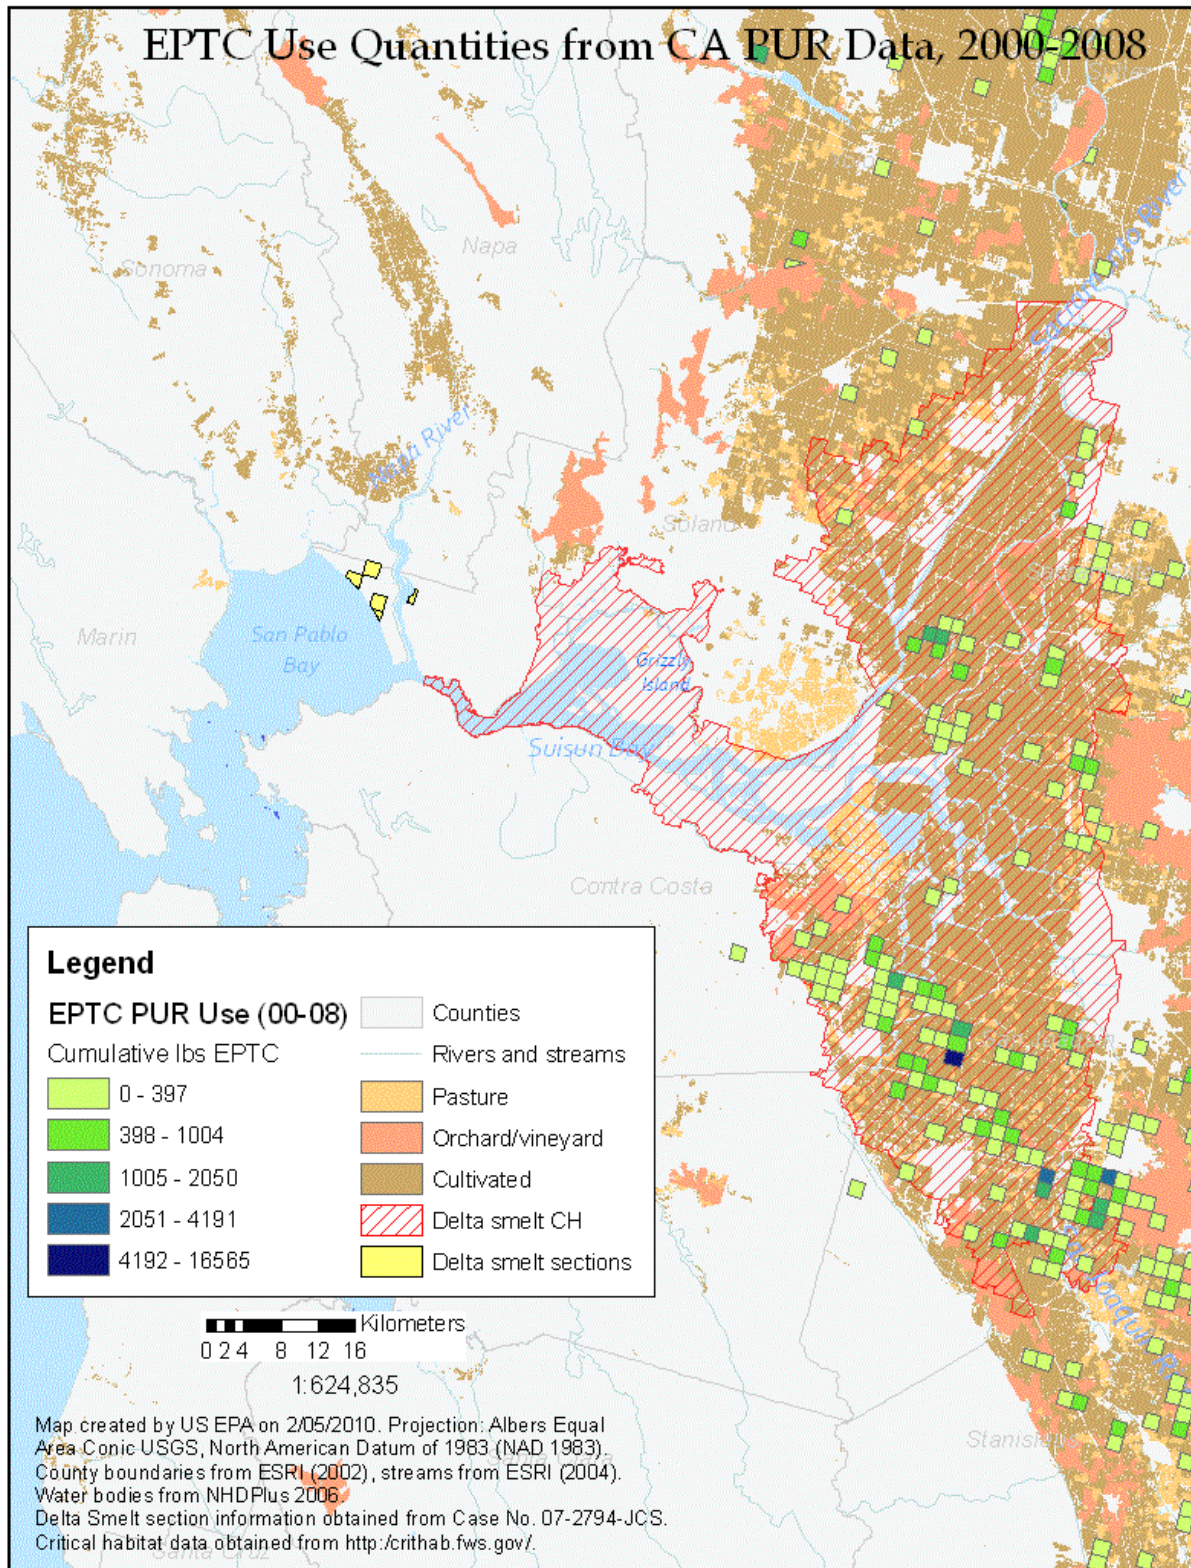 EPTC Use Quantities from CA PUR Data, 2000-2008
Sacramento River
Sonoma
Napa
Napa River
Solano
Marin
San Pablo
Bay
Grizzly
Island
Suisun Bay
Contra Costa
Legend
EPTC PUR Use (00-08)
Cumulative lbs EPTC
0 - 397
398 - 1004
1005 - 2050
2051 - 4191
4192 - 16565
Counties
Rivers and streams
Pasture
Orchard/vineyard
Cultivated
Delta smelt CH
Delta smelt sections
San Joaquin
Kilometers
0 2 4 8 12 16
1:624,835
Stanislaus
Santa Clara
Map created by US EPA on 2/05/2010. Projection: Albers Equal
Area Conic USGS, North American Datum of 1983 (NAD 1983).
County boundaries from ESRI (2002), streams from ESRI (2004).
Water bodies from NHDPlus 2006.
Delta Smelt section information obtained from Case No. 07-2794-JCS.
Critical habitat data obtained from http:/crithab.fws.gov/.
Santa Cruz